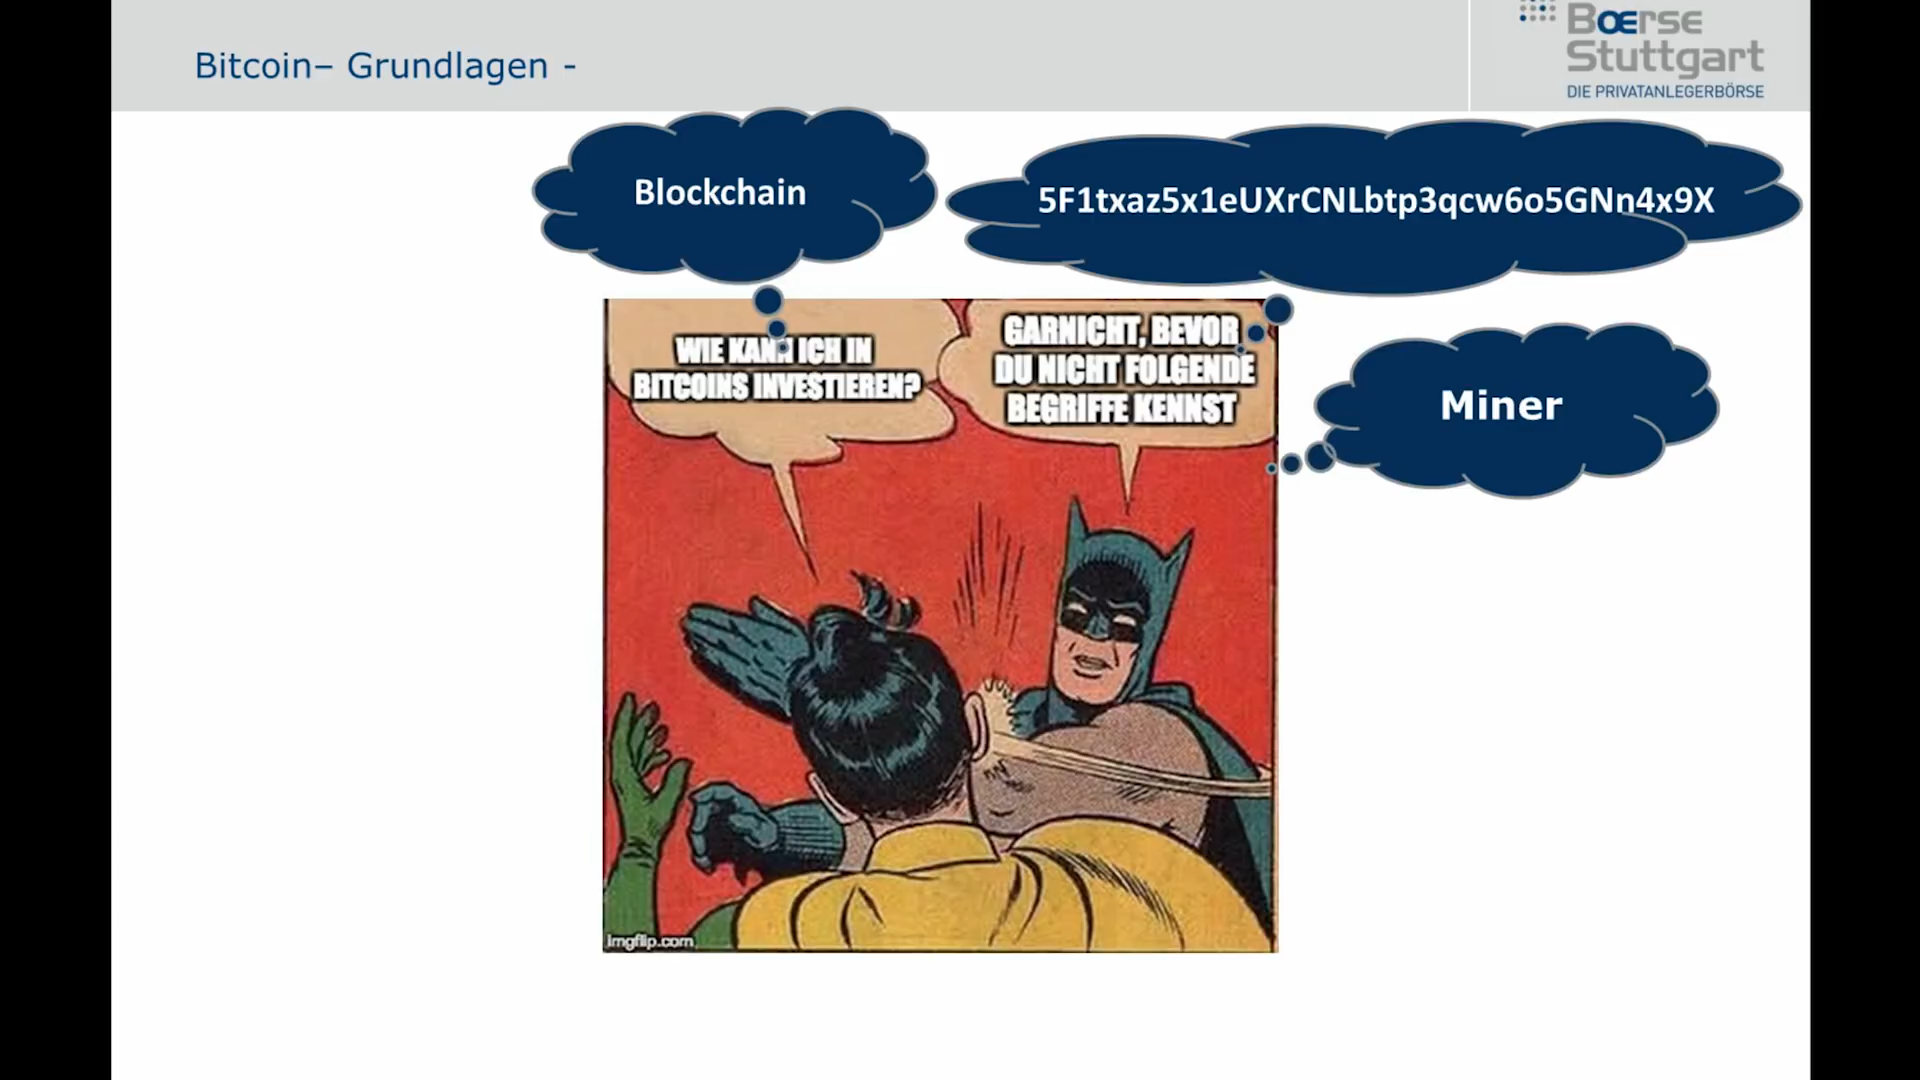 Bitcoin– Grundlagen -
Bœrse
Stuttgart
DIE PRIVATANLEGERBÖRSE
Blockchain
5F1txaz5x1eUXrCNLbtp3qcw6o5GNn4x9X
WIE KANN ICH IN
BITCOINS INVESTIEREN?
GARNICHT, BEVOR
DU NICHT FOLGENDE
BEGRIFFE KENNST
Miner
imgflip.com